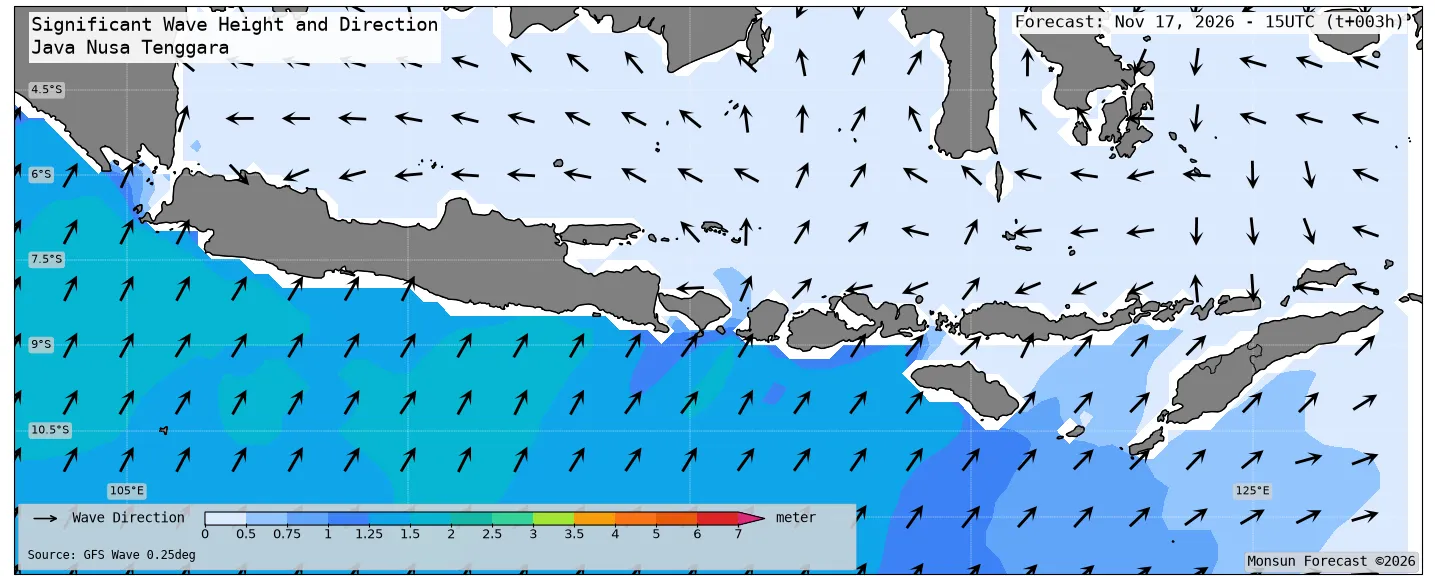 Significant Wave Height and Direction
Java Nusa Tenggara
Forecast: Nov 17, 2026 - 15UTC (t+003h)
4.5°S
6°S
7.5°S
9°S
10.5°S
105°E
125°E
Wave Direction
0 0.5 0.75 1 1.25 1.5 2 2.5 3 3.5 4 5 6 7
meter
Source: GFS Wave 0.25deg
Monsun Forecast ©2026